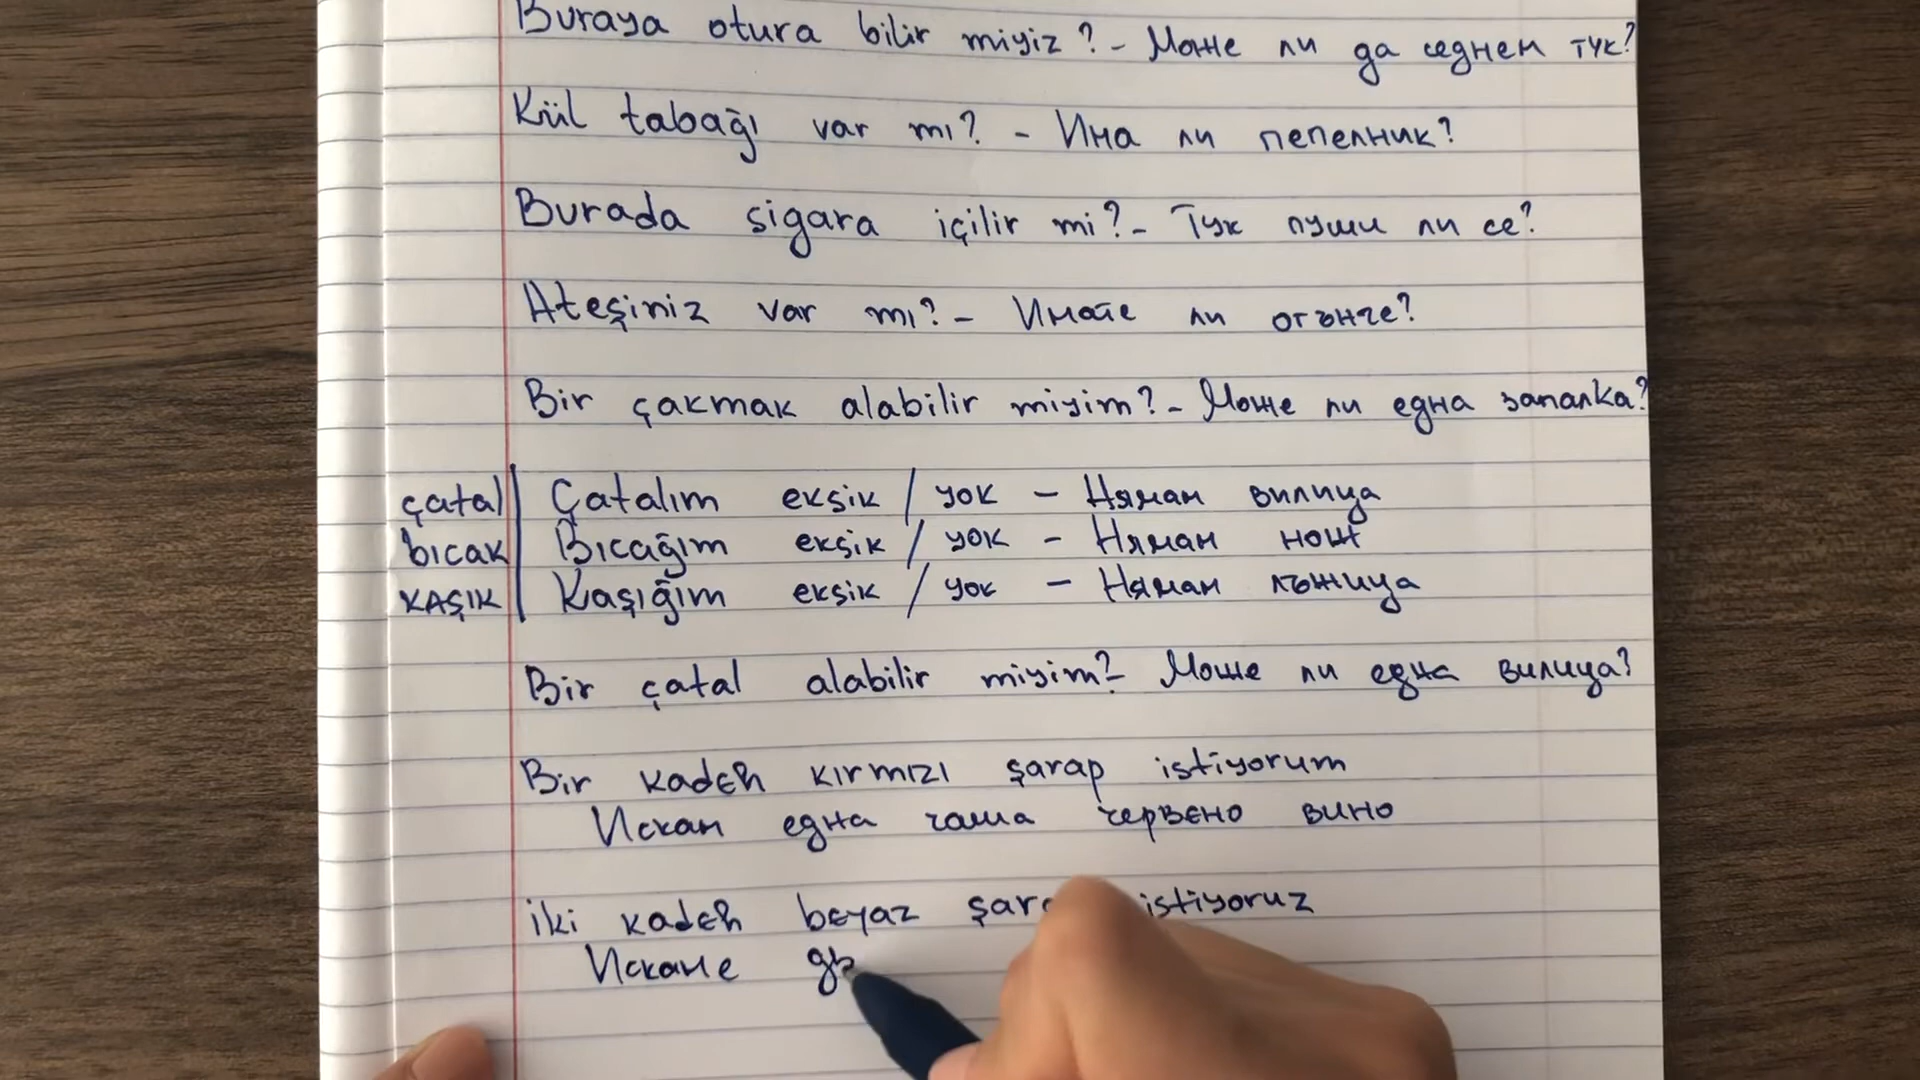 Buraya otura bilir miyiz? - Може ли да седнем тук?
Kül tabağı var mı? - Има ли пепелник?
Burada sigara içilir mi? - Тук пуши ли се?
Ateşiniz var mı? - Имате ли огънче?
Bir çakmak alabilir miyim? - Може ли една запалка?
çatal | Çatalım eksik / yok - Нямам вилица
bıcak | Bıcağım eksik / yok - Нямам нож
KAŞIK | Kaşığım eksik / yok - Нямам лъжица
Bir çatal alabilir miyim? - Може ли една вилица?
Bir kadeh kırmızı şarap istiyorum
Искам една чаша червено вино
İki kadeh beyaz istiyoruz
Искаме